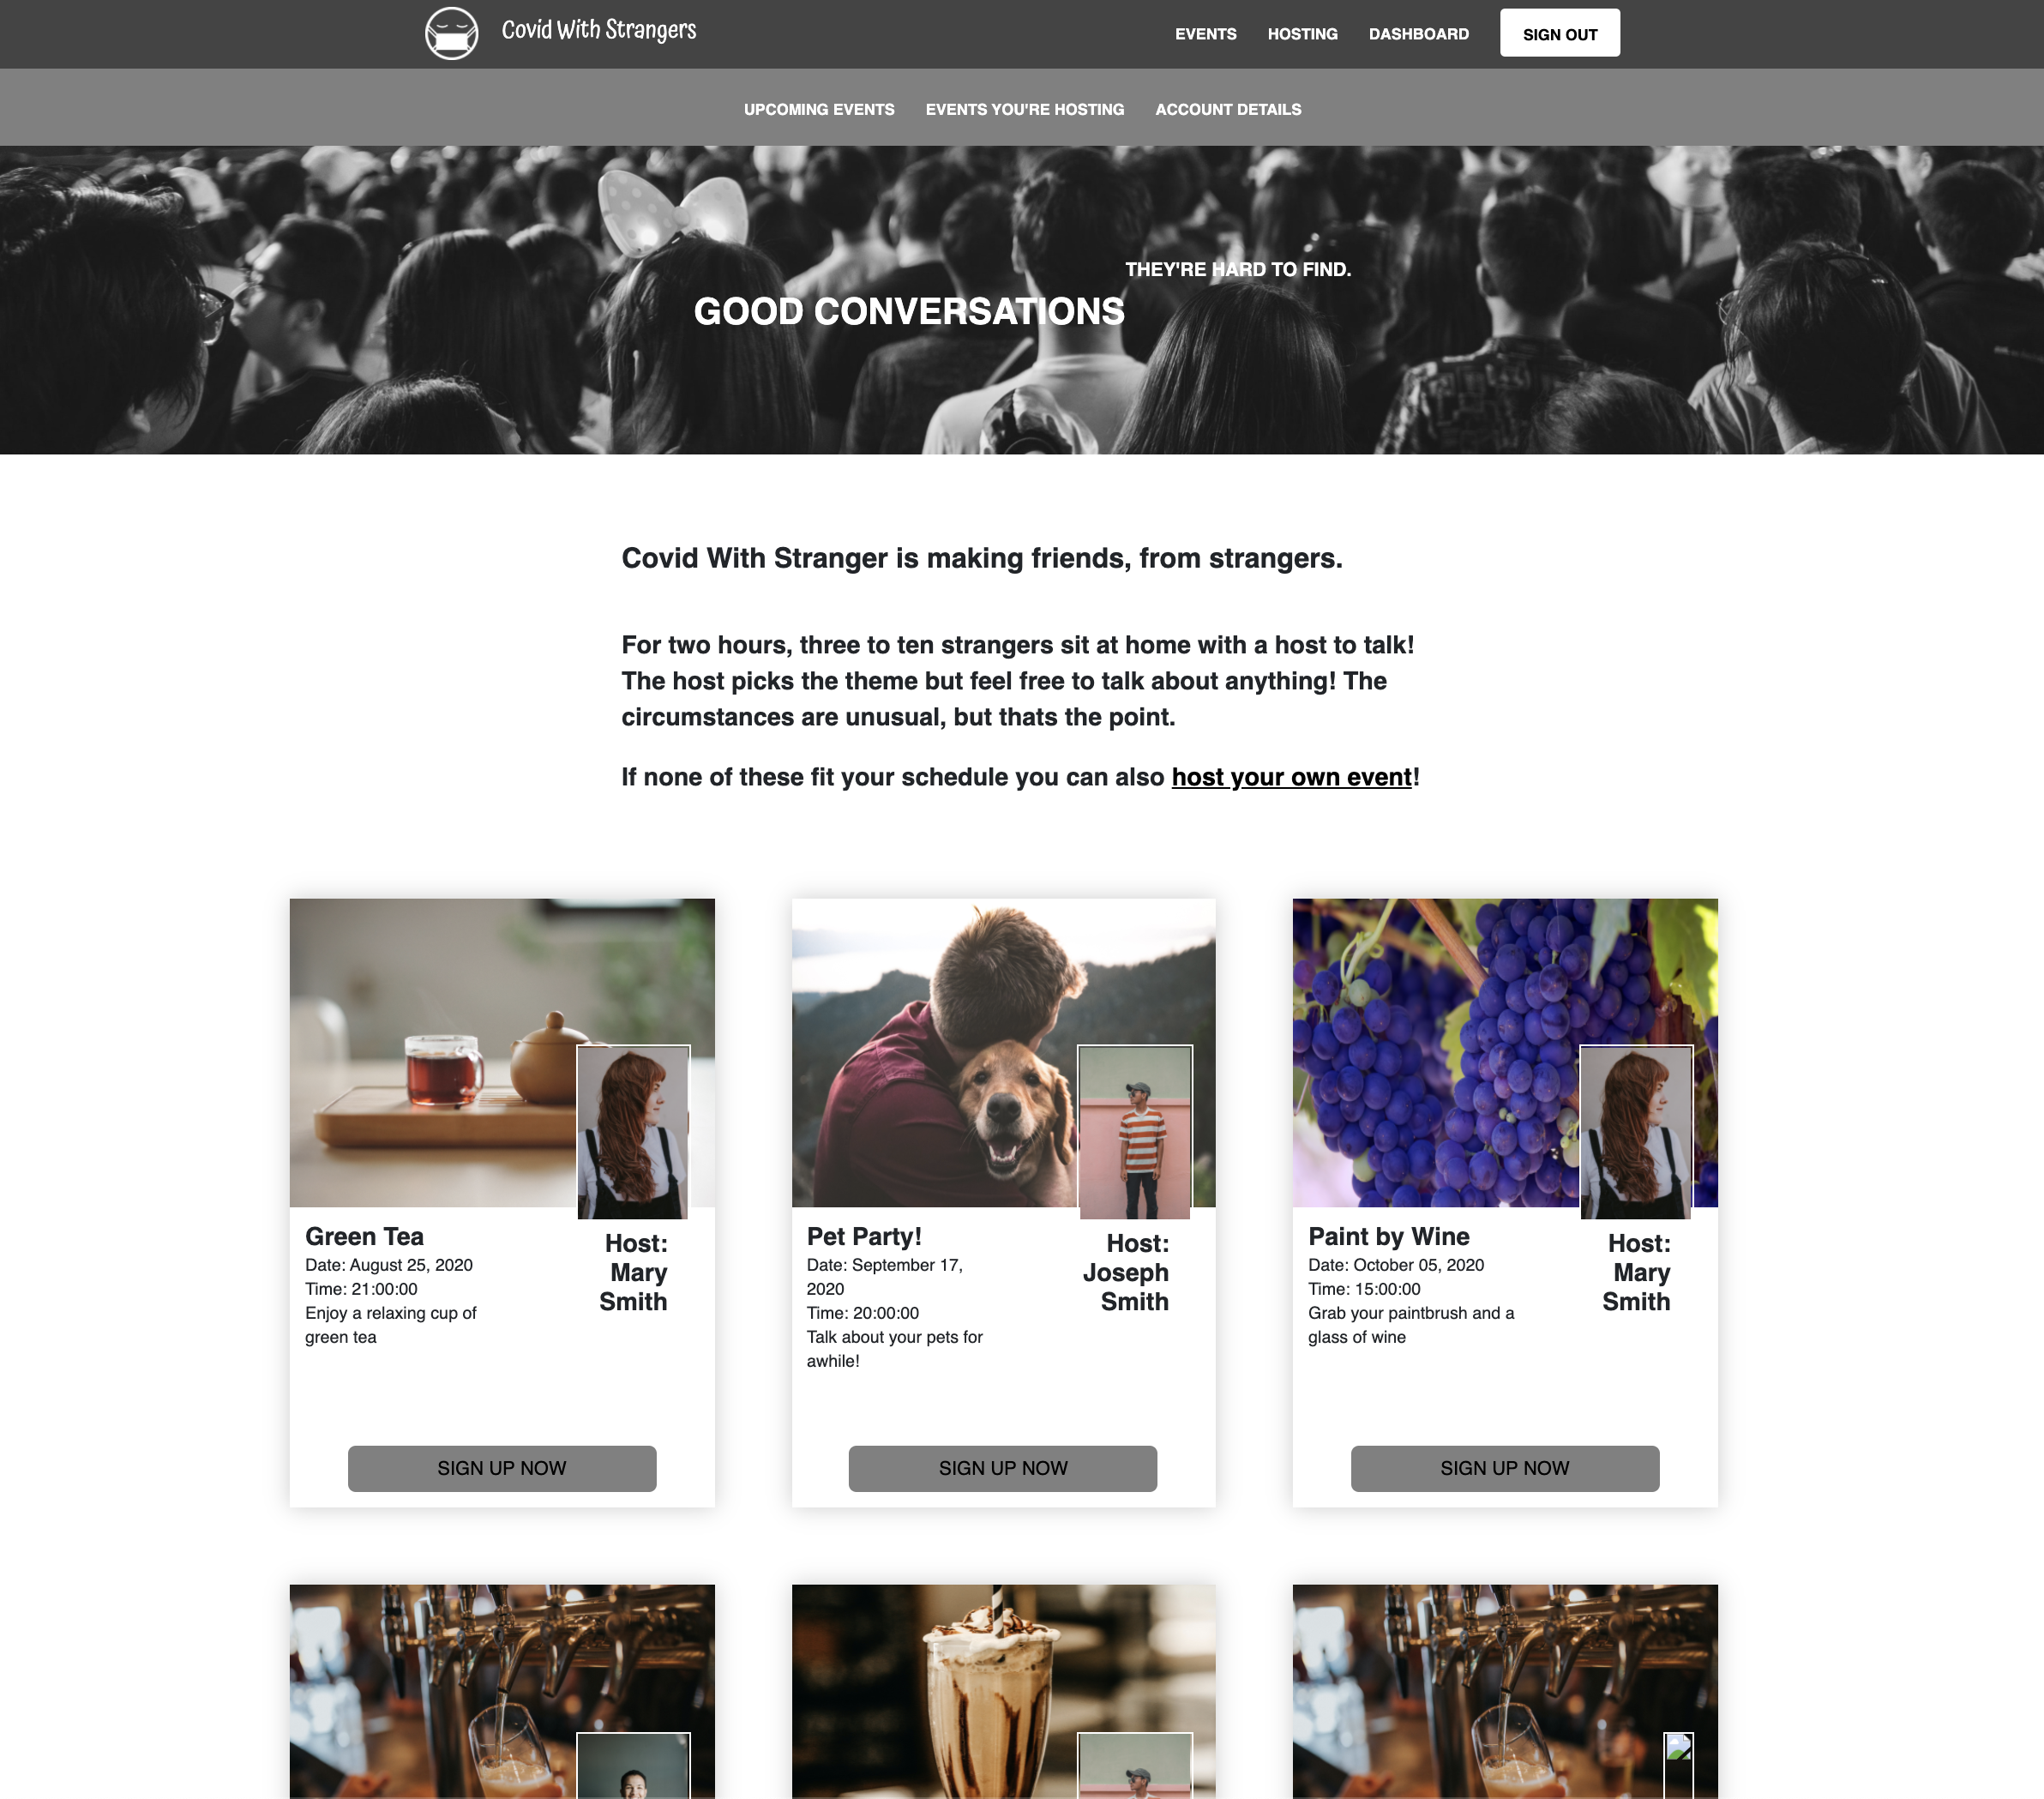 Covid With Strangers
EVENTS
HOSTING
DASHBOARD
SIGN OUT
UPCOMING EVENTS
EVENTS YOU'RE HOSTING
ACCOUNT DETAILS
THEY'RE HARD TO FIND.
GOOD CONVERSATIONS
Covid With Stranger is making friends, from strangers.
For two hours, three to ten strangers sit at home with a host to talk!
The host picks the theme but feel free to talk about anything! The
circumstances are unusual, but thats the point.
If none of these fit your schedule you can also host your own event!
Green Tea
Date: August 25, 2020
Time: 21:00:00
Enjoy a relaxing cup of
green tea
Host:
Mary
Smith
SIGN UP NOW
Pet Party!
Date: September 17,
2020
Time: 20:00:00
Talk about your pets for
awhile!
Host:
Joseph
Smith
SIGN UP NOW
Paint by Wine
Date: October 05, 2020
Time: 15:00:00
Grab your paintbrush and a
glass of wine
Host:
Mary
Smith
SIGN UP NOW